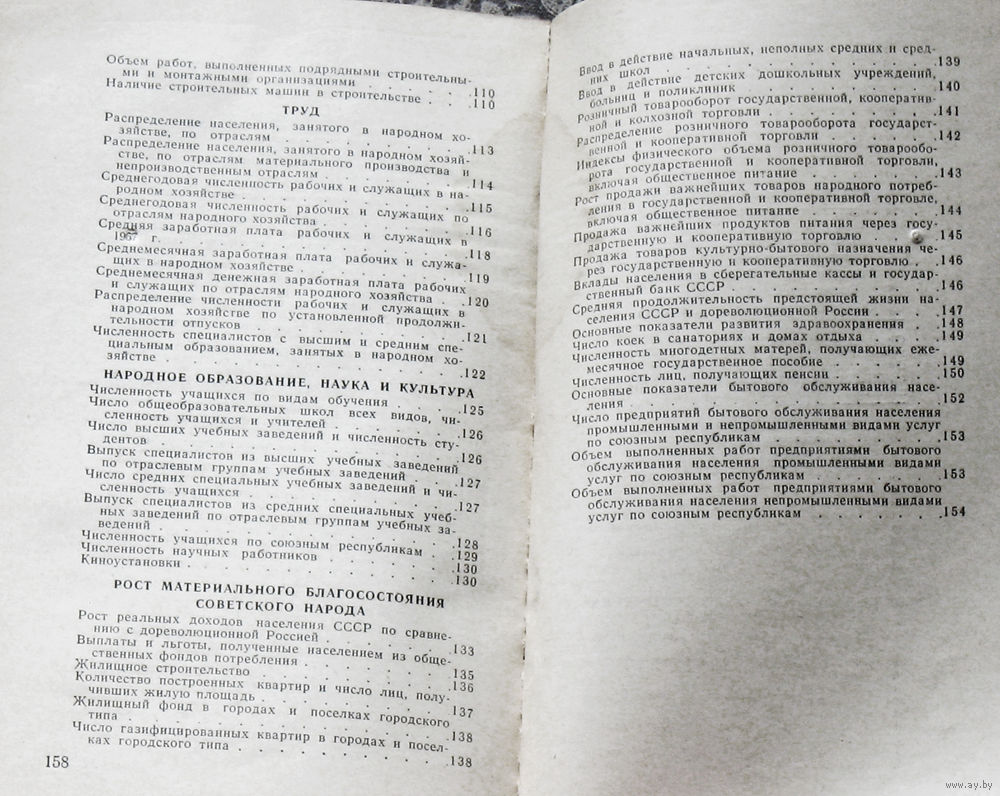 Объем работ, выполненных подрядными строительны-
ми и монтажными организациями . . . . . .110
Наличие строительных машин в строительстве . . .110
ТРУД
Распределение населения, занятого в народном хо-
зяйстве, по отраслям . . . . . . . . .113
Распределение населения, занятого в народном хозяй-
стве, по отраслям материального производства и
непроизводственным отраслям . . . . . . .114
Среднегодовая численность рабочих и служащих в на-
родном хозяйстве . . . . . . . . . .115
Среднегодовая численность рабочих и служащих по
отраслям народного хозяйства . . . . . . .116
Средняя заработная плата рабочих и служащих в
1967 г. . . . . . . . . . . . . .118
Среднемесячная заработная плата рабочих и служа-
щих в народном хозяйстве . . . . . . . .119
Среднемесячная денежная заработная плата рабочих
и служащих по отраслям народного хозяйства . . .120
Распределение численности рабочих и служащих в
народном хозяйстве по установленной продолжи-
тельности отпусков . . . . . . . . . .121
Численность специалистов с высшим и средним спе-
циальным образованием, занятых в народном хо-
зяйстве . . . . . . . . . . . . .122
НАРОДНОЕ ОБРАЗОВАНИЕ, НАУКА И КУЛЬТУРА
Численность учащихся по видам обучения . . . .125
Число общеобразовательных школ всех видов, чи-
сленность учащихся и учителей . . . . . . .126
Число высших учебных заведений и численность сту-
дентов . . . . . . . . . . . . .126
Выпуск специалистов из высших учебных заведений
по отраслевым группам учебных заведений . . .127
Число средних специальных учебных заведений и чи-
сленность учащихся . . . . . . . . . .127
Выпуск специалистов из средних специальных учеб-
ных заведений по отраслевым группам учебных за-
ведений . . . . . . . . . . . . .128
Численность учащихся по союзным республикам . .129
Численность научных работников . . . . . . .130
Киноустановки . . . . . . . . . . . .130
РОСТ МАТЕРИАЛЬНОГО БЛАГОСОСТОЯНИЯ
СОВЕТСКОГО НАРОДА
Рост реальных доходов населения СССР по сравне-
нию с дореволюционной Россией . . . . . . .133
Выплаты и льготы, полученные населением из обще-
ственных фондов потребления . . . . . . . .135
Жилищное строительство . . . . . . . . .136
Количество построенных квартир и число лиц, полу-
чивших жилую площадь . . . . . . . . .137
Жилищный фонд в городах и поселках городского
типа . . . . . . . . . . . . . .138
Число газифицированных квартир в городах и посел-
ках городского типа . . . . . . . . . .138
158
Ввод в действие начальных, неполных средних и сред-
них школ . . . . . . . . . . . . .139
Ввод в действие детских дошкольных учреждений,
больниц и поликлиник . . . . . . . . .140
Розничный товарооборот государственной, кооператив-
ной и колхозной торговли . . . . . . . .141
Распределение розничного товарооборота государст-
венной и кооперативной торговли . . . . . .142
Индексы физического объема розничного товарообо-
рота государственной и кооперативной торговли,
включая общественное питание . . . . . . .143
Рост продажи важнейших товаров народного потреб-
ления в государственной и кооперативной торговле,
включая общественное питание . . . . . . .144
Продажа важнейших продуктов питания через госу-
дарственную и кооперативную торговлю . . . .145
Продажа товаров культурно-бытового назначения че-
рез государственную и кооперативную торговлю . .146
Вклады населения в сберегательные кассы и государ-
ственный банк СССР . . . . . . . . . .146
Средняя продолжительность предстоящей жизни на-
селения СССР и дореволюционной России . . . .147
Основные показатели развития здравоохранения . .148
Число коек в санаториях и домах отдыха . . . .149
Численность многодетных матерей, получающих еже-
месячное государственное пособие . . . . . .149
Численность лиц, получающих пенсии . . . . .150
Основные показатели бытового обслуживания насе-
ления . . . . . . . . . . . . . .152
Число предприятий бытового обслуживания населения
промышленными и непромышленными видами услуг
по союзным республикам . . . . . . . . .153
Объем выполненных работ предприятиями бытового
обслуживания населения промышленными видами
услуг по союзным республикам . . . . . . .153
Объем выполненных работ предприятиями бытового
обслуживания населения непромышленными видами
услуг по союзным республикам . . . . . . .154
www.ay.by